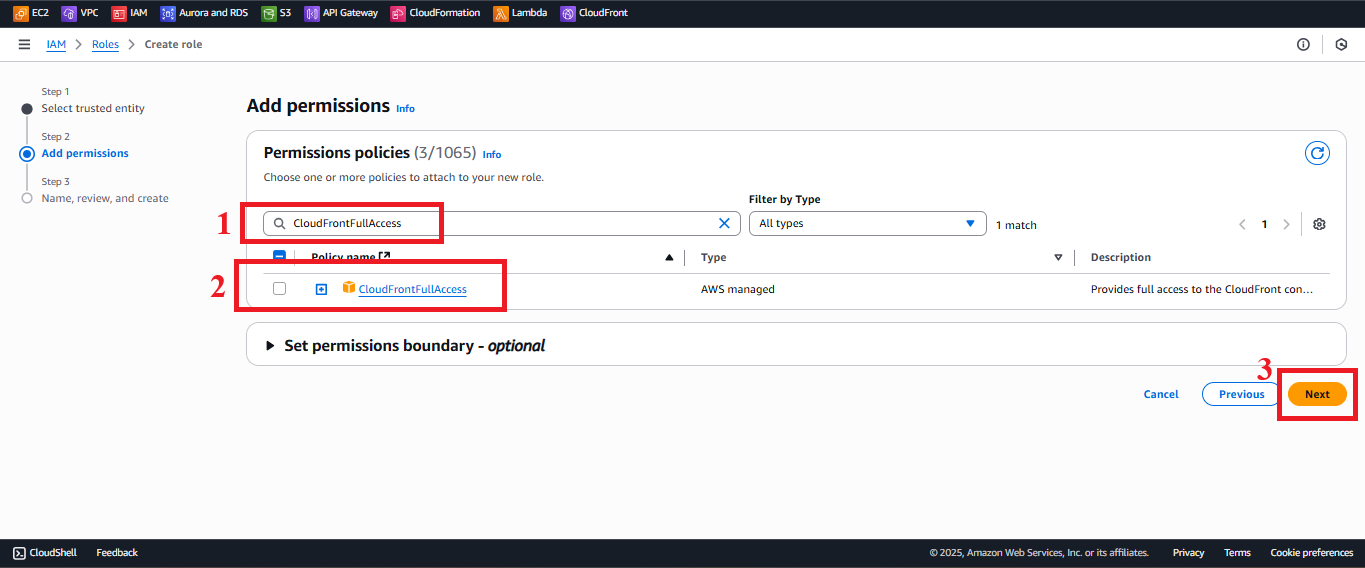 EC2 VPC IAM Aurora and RDS S3 API Gateway CloudFormation Lambda CloudFront
IAM > Roles > Create role
Step 1
Select trusted entity
Step 2
Add permissions
Step 3
Name, review, and create
Add permissions Info
Permissions policies (3/1065) Info
Choose one or more policies to attach to your new role.
Filter by Type
1 CloudFrontFullAccess All types 1 match 1
Policy name Type Description
2 CloudFrontFullAccess AWS managed Provides full access to the CloudFront con...
Set permissions boundary - optional
3
Cancel Previous Next
CloudShell Feedback © 2025, Amazon Web Services, Inc. or its affiliates. Privacy Terms Cookie preferences